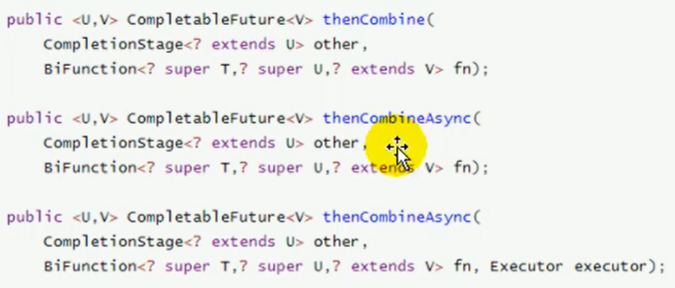 public <U,V> CompletableFuture<V> thenCombine(
CompletionStage<? extends U> other,
BiFunction<? super T,? super U,? extends V> fn);
public <U,V> CompletableFuture<V> thenCombineAsync(
CompletionStage<? extends U> other,
BiFunction<? super T,? super U,? extends V> fn);
public <U,V> CompletableFuture<V> thenCombineAsync(
CompletionStage<? extends U> other,
BiFunction<? super T,? super U,? extends V> fn, Executor executor);